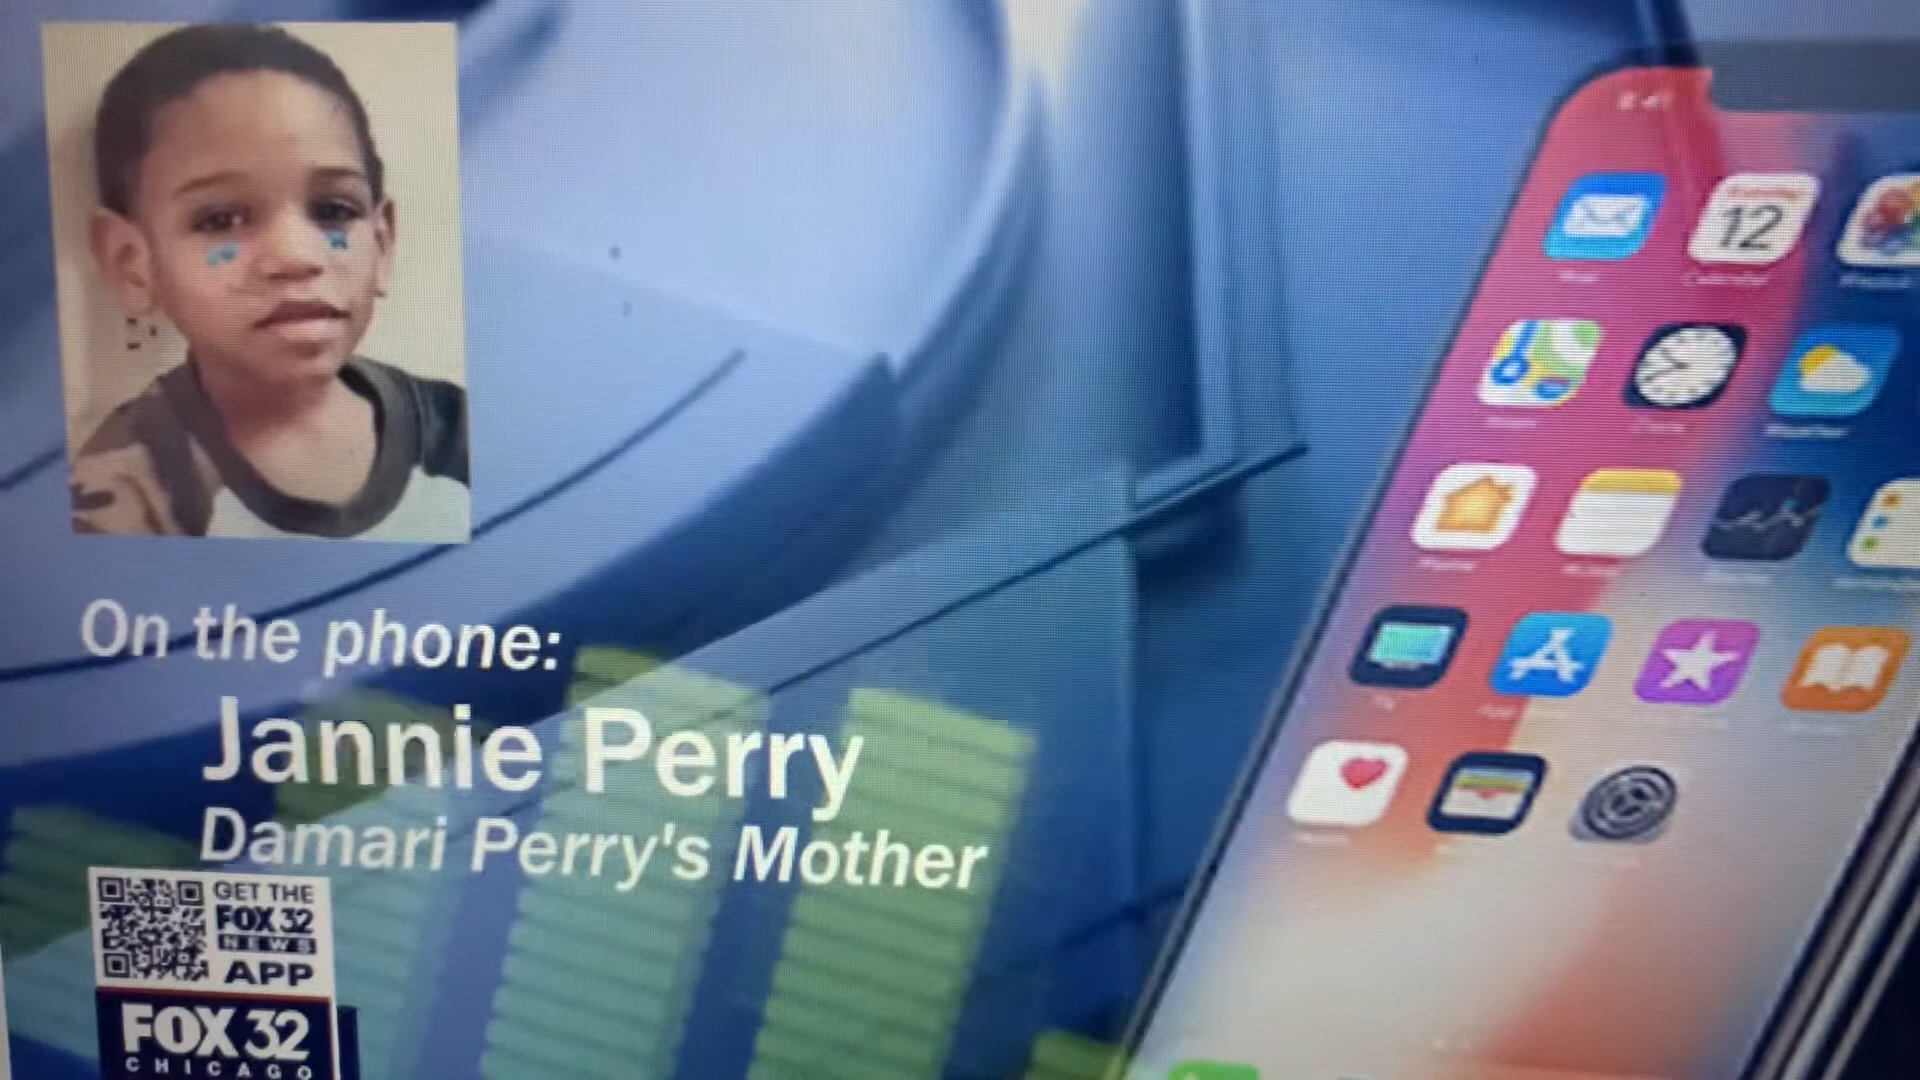 On the phone:
Jannie Perry
Damari Perry's Mother
GET THE
FOX 32
NEWS
APP
FOX 32
CHICAGO
12